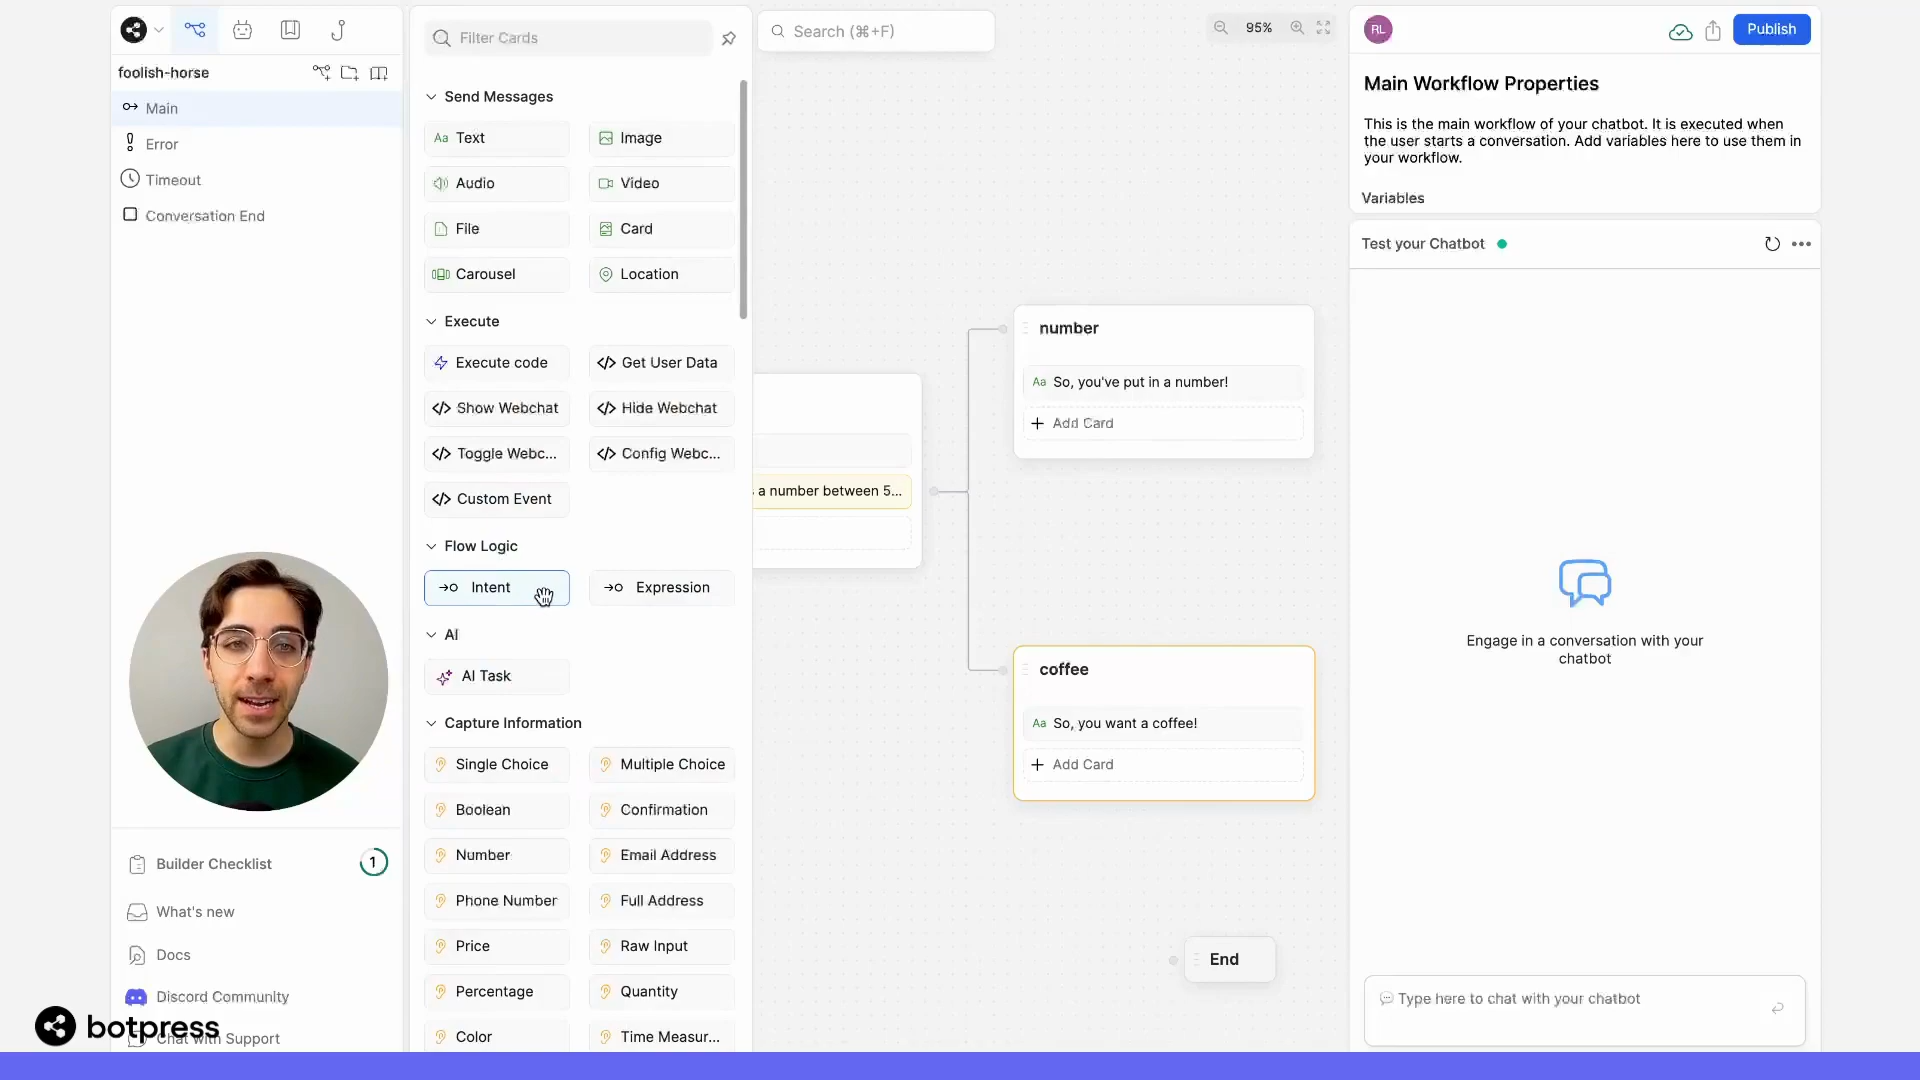 foolish-horse
Main
Error
Timeout
Conversation End
Builder Checklist
1
What's new
Docs
Discord Community
Chat with Support
botpress
Filter Cards
Send Messages
Aa Text
Image
Audio
Video
File
Card
Carousel
Location
Execute
Execute code
Get User Data
Show Webchat
Hide Webchat
Toggle Webc...
Config Webc...
Custom Event
Flow Logic
Intent
Expression
AI
AI Task
Capture Information
Single Choice
Multiple Choice
Boolean
Confirmation
Number
Email Address
Phone Number
Full Address
Price
Raw Input
Percentage
Quantity
Color
Time Measur...
Search (⌘+F)
95%
a number between 5...
number
Aa So, you've put in a number!
+ Add Card
coffee
Aa So, you want a coffee!
+ Add Card
End
RL
Publish
Main Workflow Properties
This is the main workflow of your chatbot. It is executed when
the user starts a conversation. Add variables here to use them in
your workflow.
Variables
Test your Chatbot
Engage in a conversation with your
chatbot
Type here to chat with your chatbot